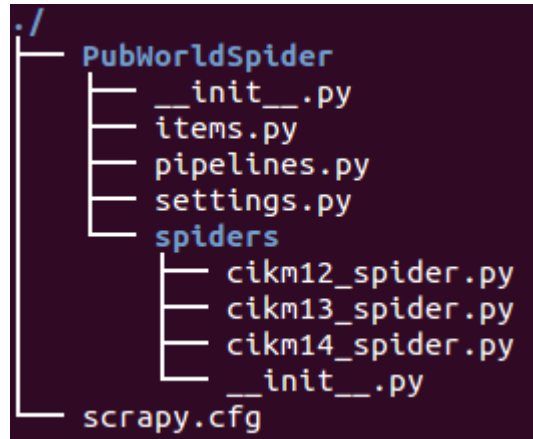 ./
PubWorldSpider
__init__.py
items.py
pipelines.py
settings.py
spiders
cikm12_spider.py
cikm13_spider.py
cikm14_spider.py
__init__.py
scrapy.cfg